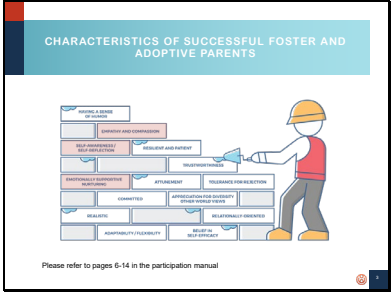 CHARACTERISTICS OF SUCCESSFUL FOSTER AND
ADOPTIVE PARENTS
HAVING A SENSE
OF HUMOR
EMPATHY AND COMPASSION
SELF-AWARENESS/
SELF-REFLECTION
RESILIENT AND PATIENT
TRUSTWORTHINESS
EMOTIONALLY SUPPORTIVE
NURTURING
ATTUNEMENT
TOLERANCE FOR REJECTION
COMMITTED
APPRECIATION FOR DIVERSITY
OTHER WORLD VIEWS
REALISTIC
RELATIONALLY-ORIENTED
ADAPTABILITY / FLEXIBILITY
BELIEF IN
SELF-EFFICACY
Please refer to pages 6-14 in the participation manual